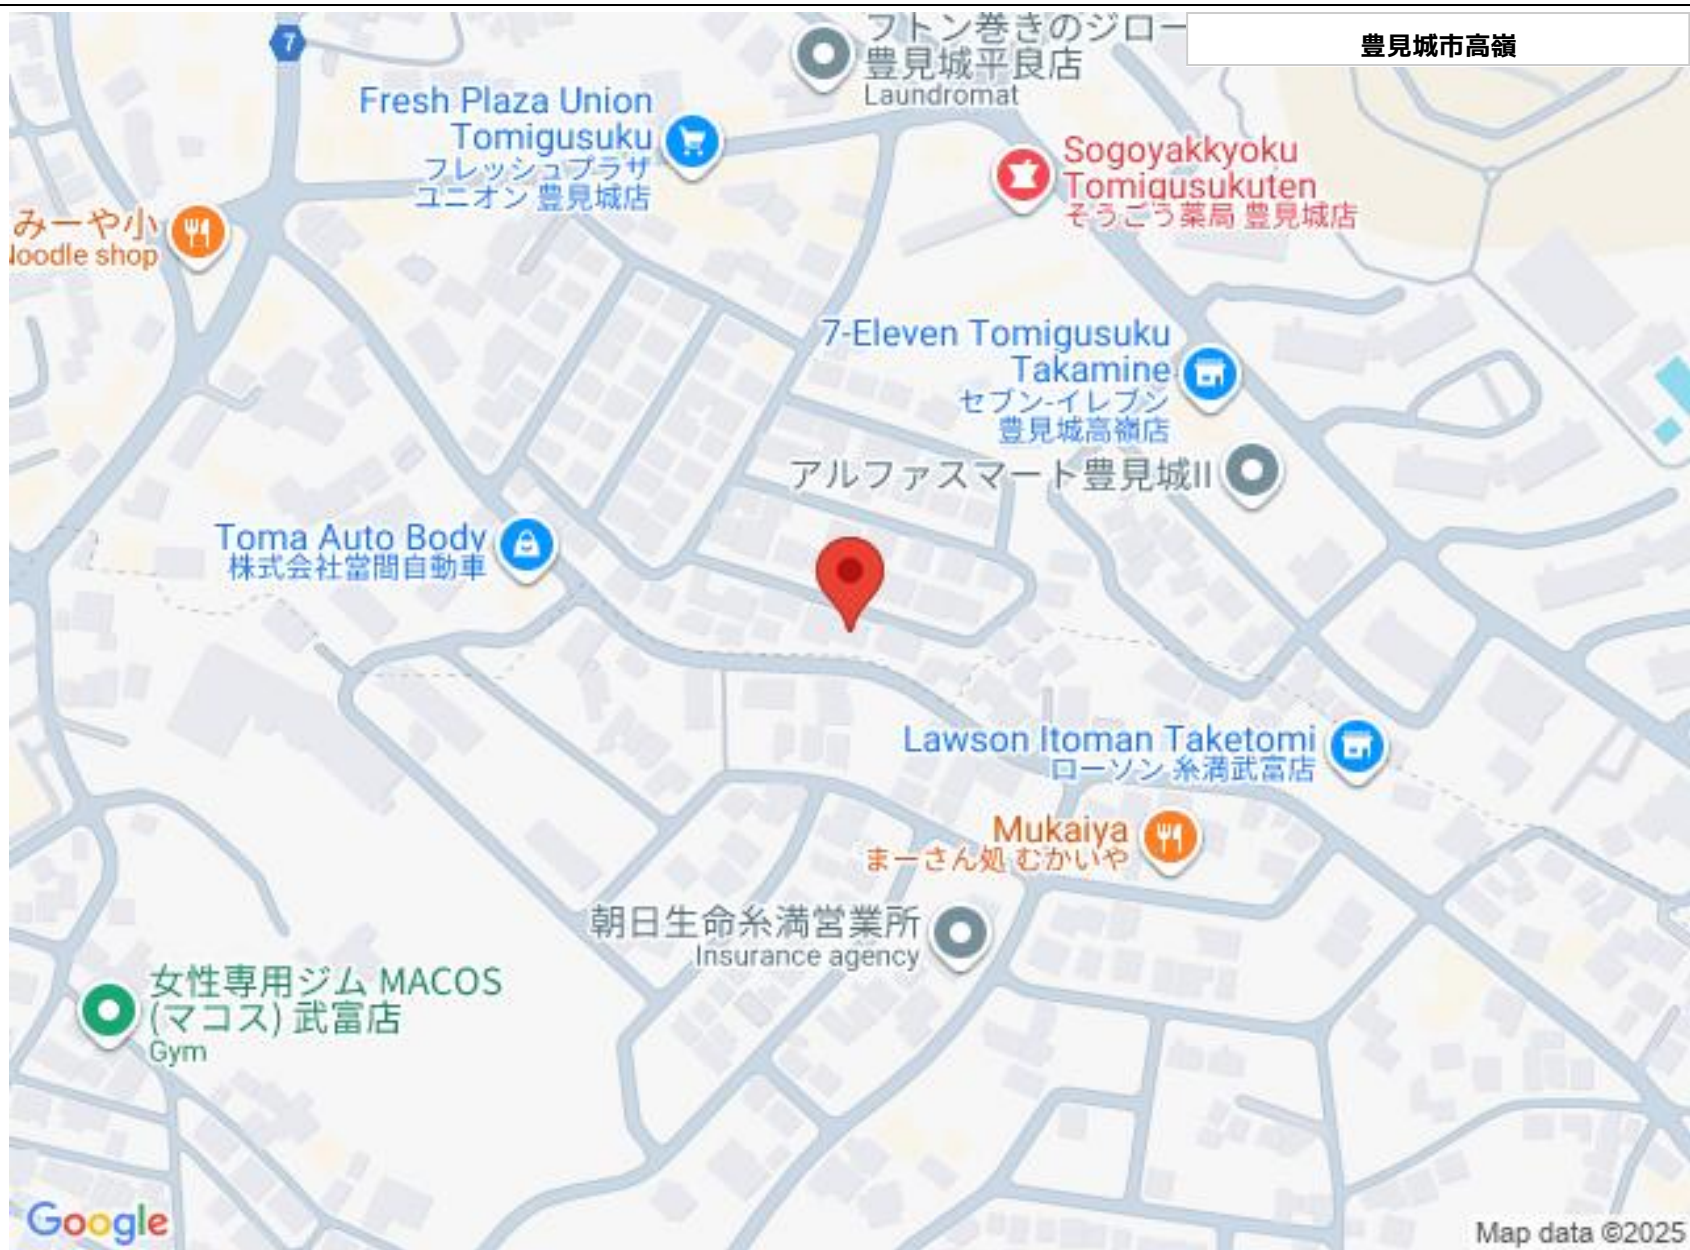 7
フトン巻きのジロー
豊見城平良店
Laundromat
豊見城市高嶺
Fresh Plaza Union
Tomigusuku
フレッシュプラザ
ユニオン 豊見城店
Sogoyakkyoku
Tomigusukuten
そうごう薬局 豊見城店
みーや小
Noodle shop
7-Eleven Tomigusuku
Takamine
セブン-イレブン
豊見城高嶺店
アルファスマート豊見城II
Toma Auto Body
株式会社當間自動車
Lawson Itoman Taketomi
ローソン 糸満武富店
Mukaiya
まーさん処 むかいや
朝日生命糸満営業所
Insurance agency
女性専用ジム MACOS
(マコス) 武富店
Gym
Google
Map data ©2025